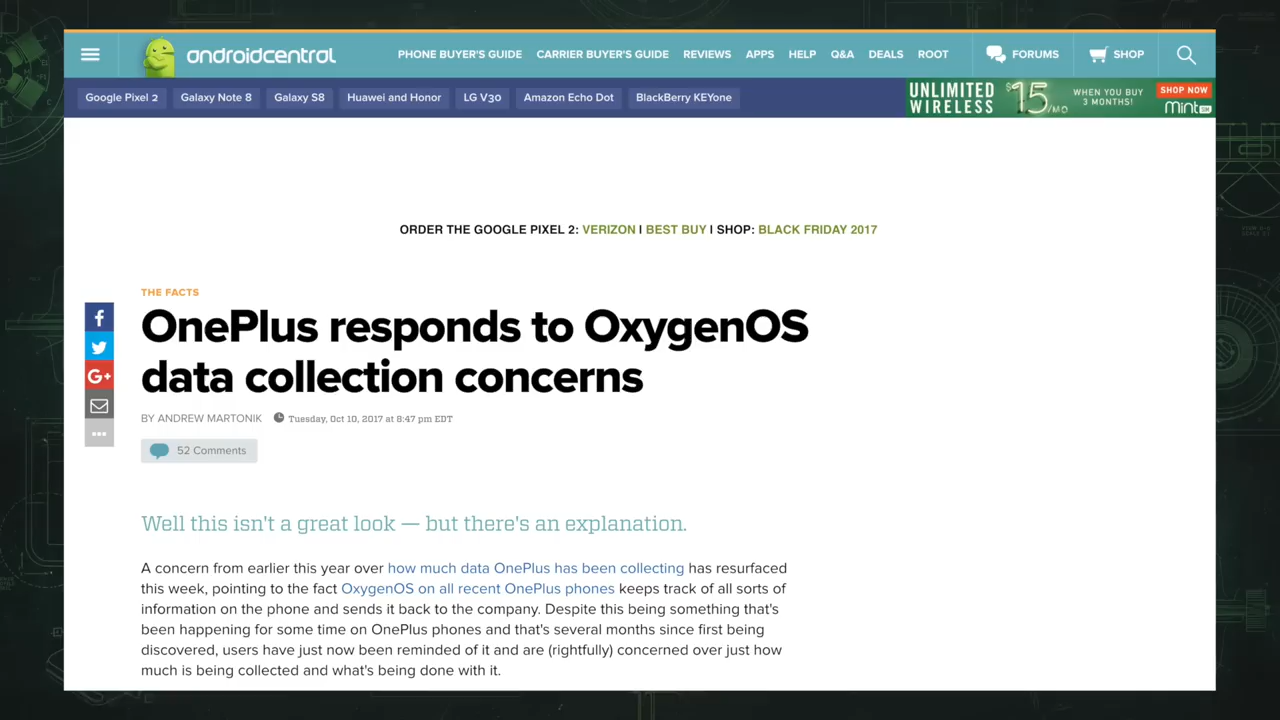 androidcentral
PHONE BUYER'S GUIDE CARRIER BUYER'S GUIDE REVIEWS APPS HELP Q&A DEALS ROOT FORUMS SHOP
Google Pixel 2 Galaxy Note 8 Galaxy S8 Huawei and Honor LG V30 Amazon Echo Dot BlackBerry KEYone
UNLIMITED WIRELESS $15/MO WHEN YOU BUY 3 MONTHS! SHOP NOW Mint
ORDER THE GOOGLE PIXEL 2: VERIZON | BEST BUY | SHOP: BLACK FRIDAY 2017
THE FACTS
OnePlus responds to OxygenOS
data collection concerns
BY ANDREW MARTONIK Tuesday, Oct 10, 2017 at 8:47 pm EDT
52 Comments
Well this isn't a great look — but there's an explanation.
A concern from earlier this year over how much data OnePlus has been collecting has resurfaced
this week, pointing to the fact OxygenOS on all recent OnePlus phones keeps track of all sorts of
information on the phone and sends it back to the company. Despite this being something that's
been happening for some time on OnePlus phones and that's several months since first being
discovered, users have just now been reminded of it and are (rightfully) concerned over just how
much is being collected and what's being done with it.